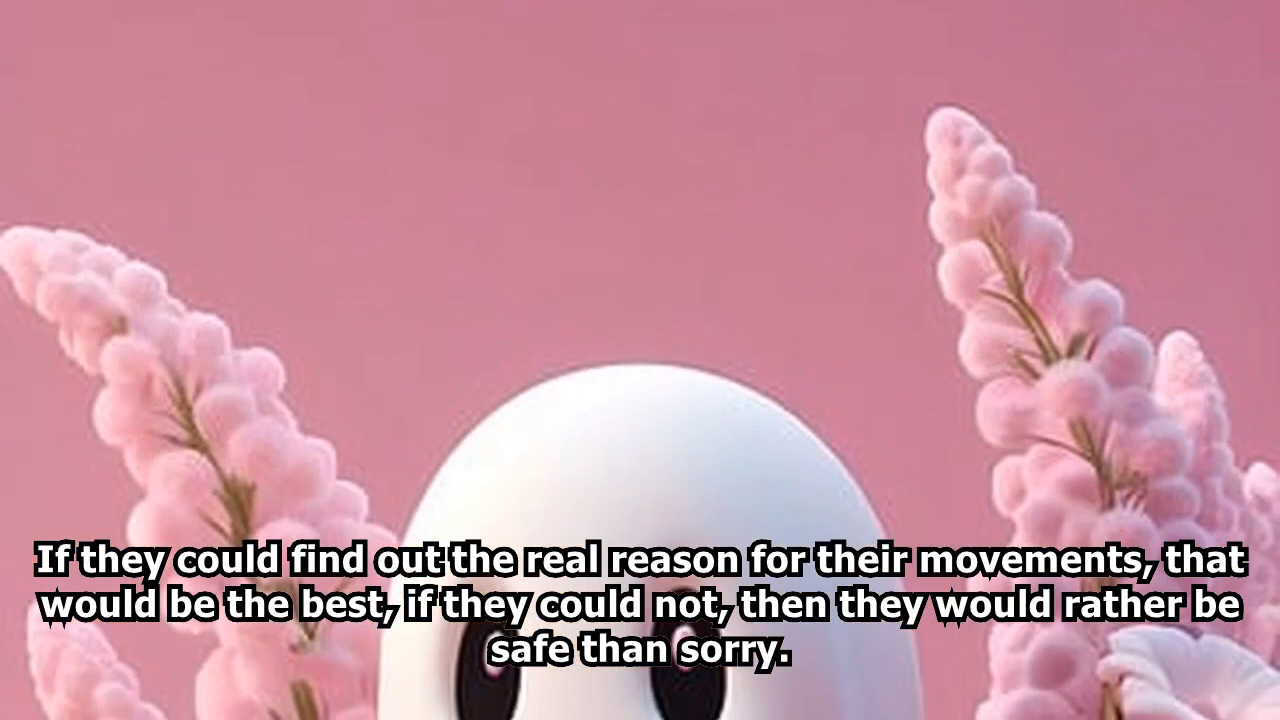 If they could find out the real reason for their movements, that
would be the best, if they could not, then they would rather be
safe than sorry.